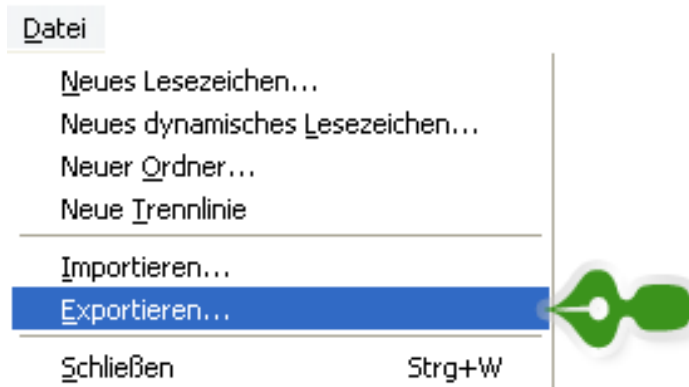 Datei
Neues Lesezeichen...
Neues dynamisches Lesezeichen...
Neuer Ordner...
Neue Trennlinie
Importieren...
Exportieren...
Schließen Strg+W